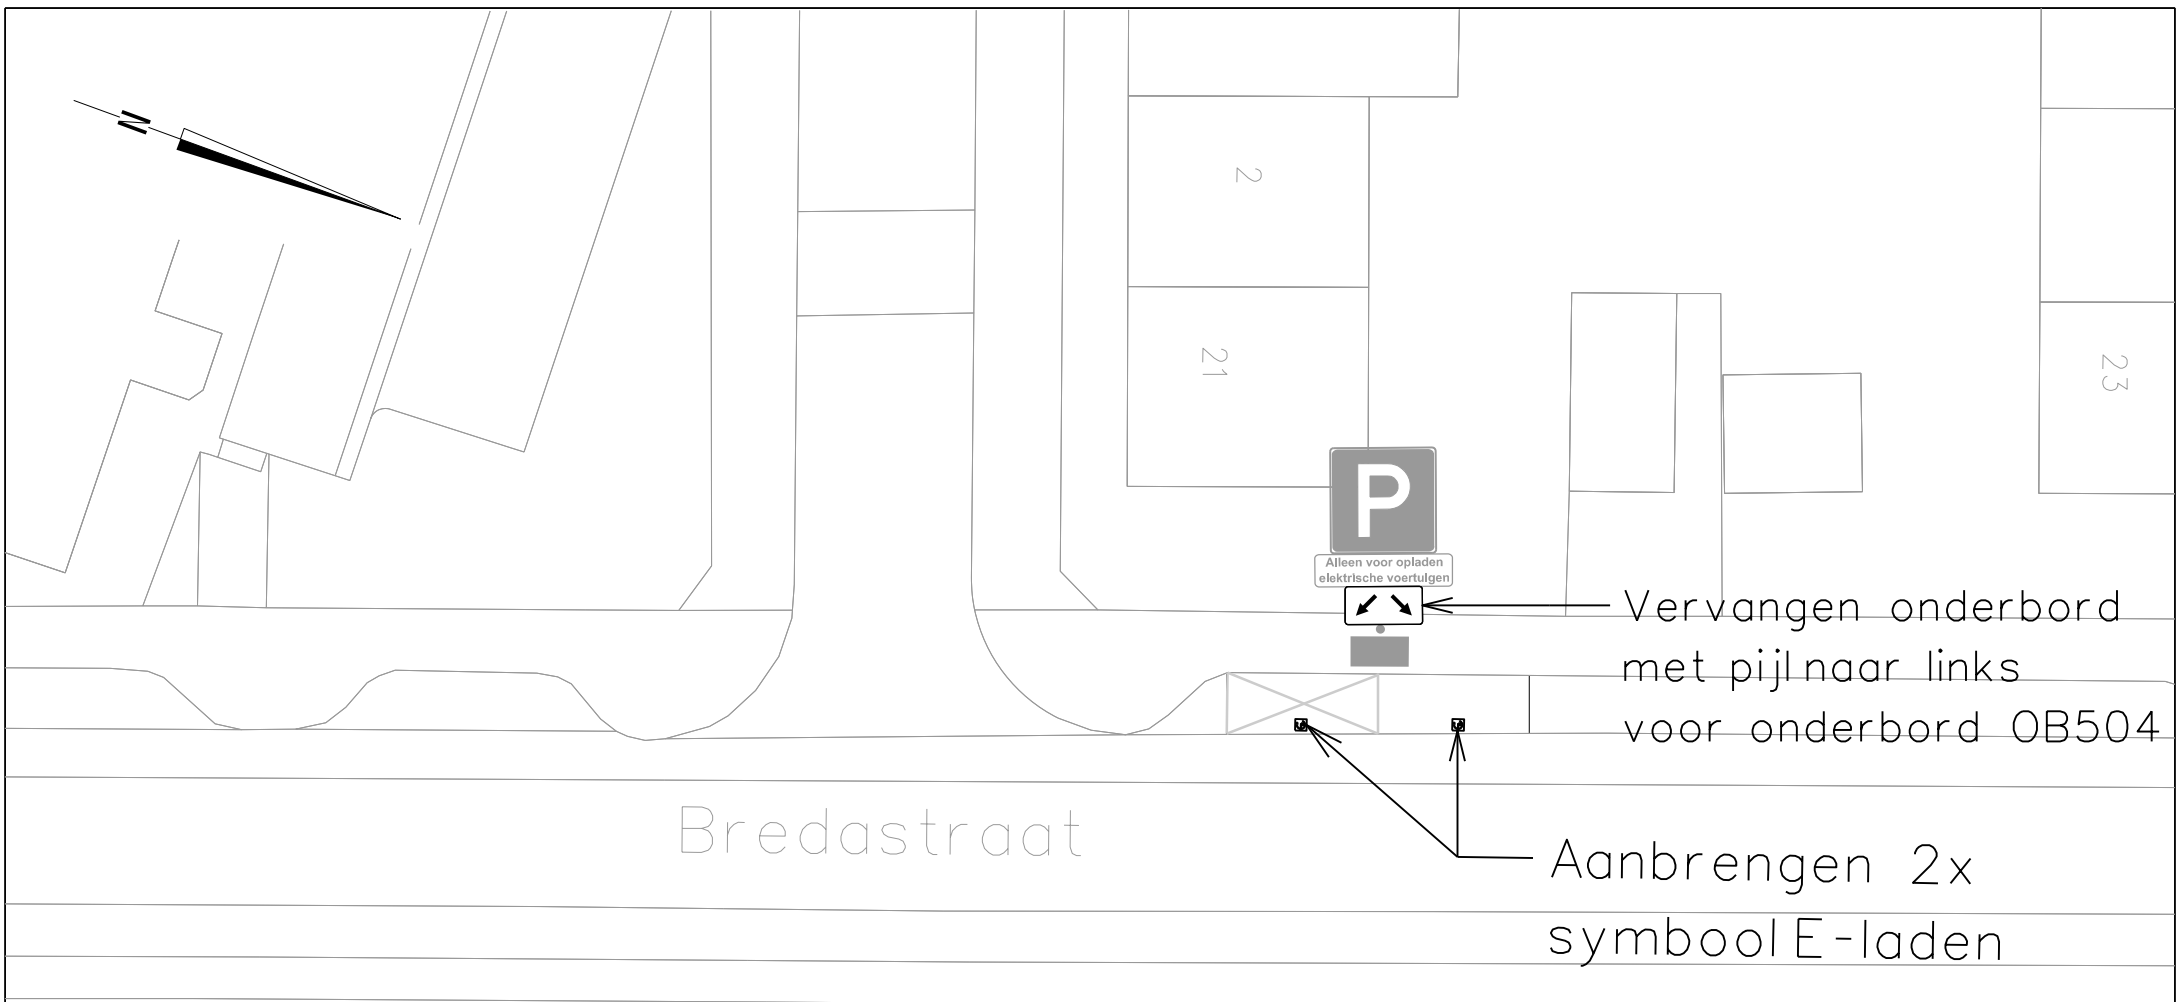 N
2
21
23
P
Alleen voor opladen
elektrische voertuigen
Vervangen onderbord
met pijl naar links
voor onderbord OB504
Bredastraat
Aanbrengen 2x
symbool E-laden